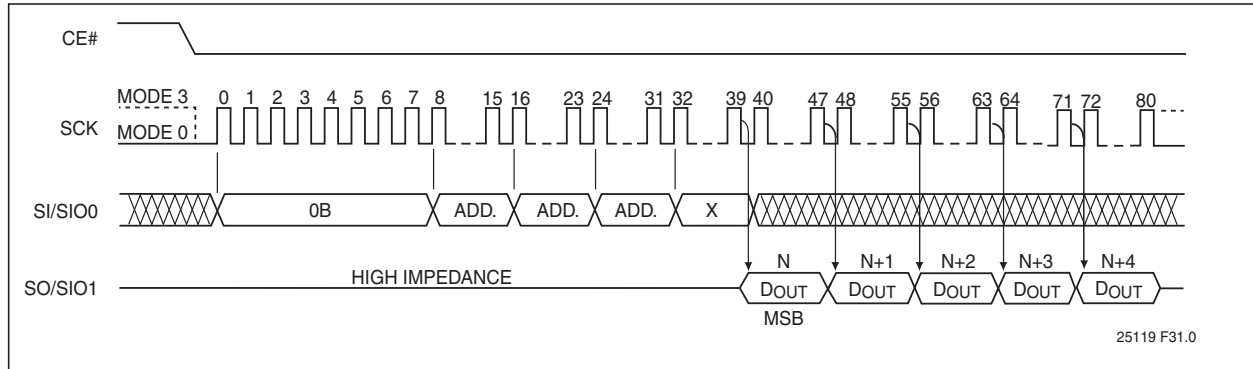 CE#
MODE 3
0 1 2 3 4 5 6 7 8 15 16 23 24 31 32 39 40 47 48 55 56 63 64 71 72 80
SCK
MODE 0
SI/SIO0
0B
ADD.
ADD.
ADD.
X
N N+1 N+2 N+3 N+4
SO/SIO1
HIGH IMPEDANCE
DOUT DOUT DOUT DOUT DOUT
MSB
25119 F31.0